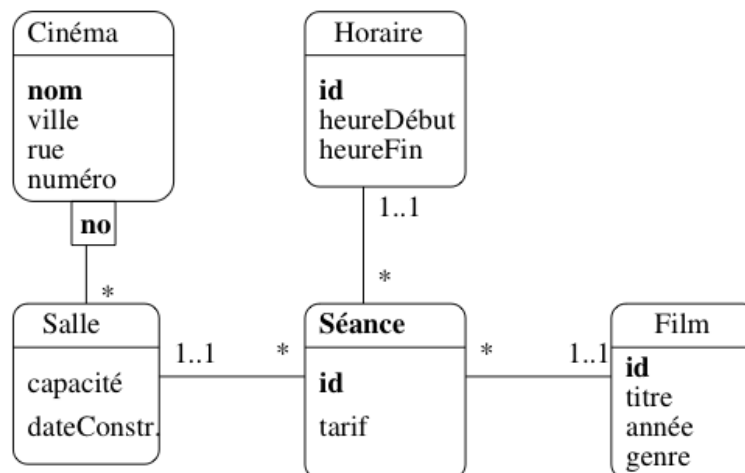 Cinéma
nom
ville
rue
numéro
no
*
Horaire
id
heureDébut
heureFin
1..1
*
Salle
capacité
dateConstr.
1..1
*
Séance
id
tarif
*
1..1
Film
id
titre
année
genre